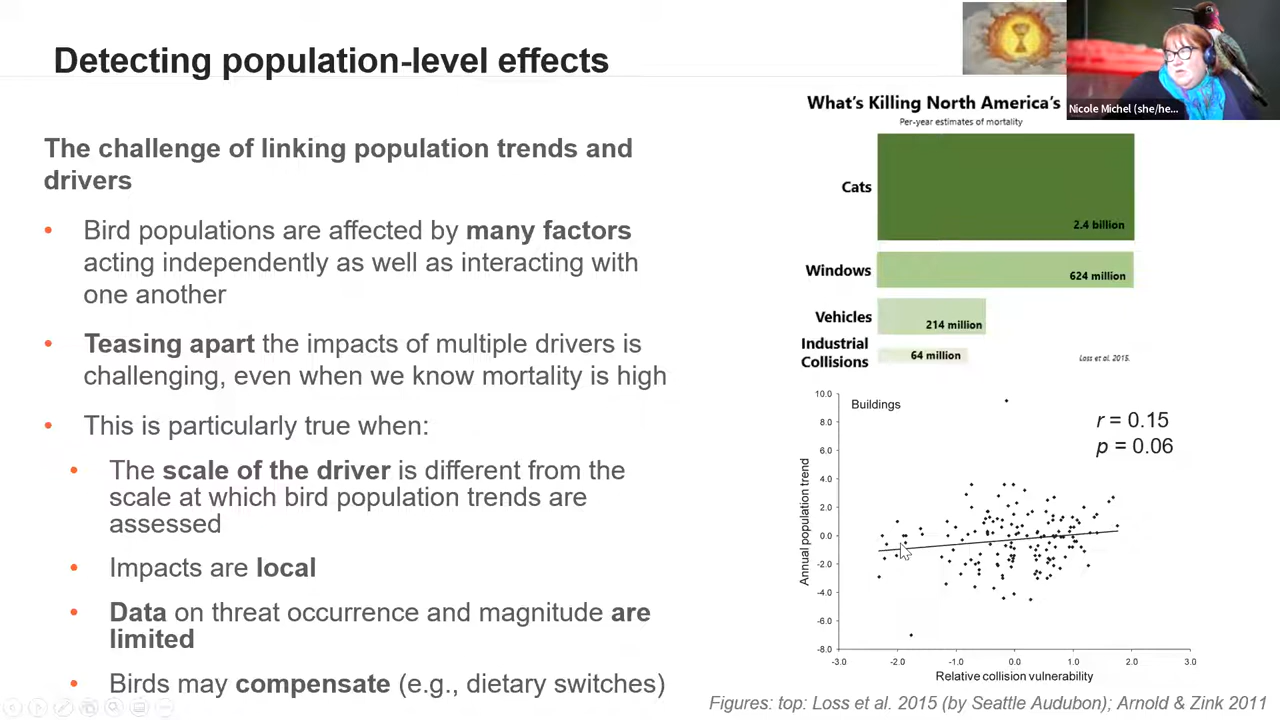 Detecting population-level effects
The challenge of linking population trends and
drivers
• Bird populations are affected by many factors
acting independently as well as interacting with
one another
• Teasing apart the impacts of multiple drivers is
challenging, even when we know mortality is high
• This is particularly true when:
• The scale of the driver is different from the
scale at which bird population trends are
assessed
• Impacts are local
• Data on threat occurrence and magnitude are
limited
• Birds may compensate (e.g., dietary switches)
Nicole Michel (she/he...
What's Killing North America's
Per-year estimates of mortality
Cats
2.4 billion
Windows
624 million
Vehicles
214 million
Industrial
Collisions
64 million
Loss et al. 2015.
Buildings
r = 0.15
p = 0.06
Annual population trend
10.0
8.0
6.0
4.0
2.0
0.0
-2.0
-4.0
-6.0
-8.0
-3.0 -2.0 -1.0 0.0 1.0 2.0 3.0
Relative collision vulnerability
Figures: top: Loss et al. 2015 (by Seattle Audubon); Arnold & Zink 2011